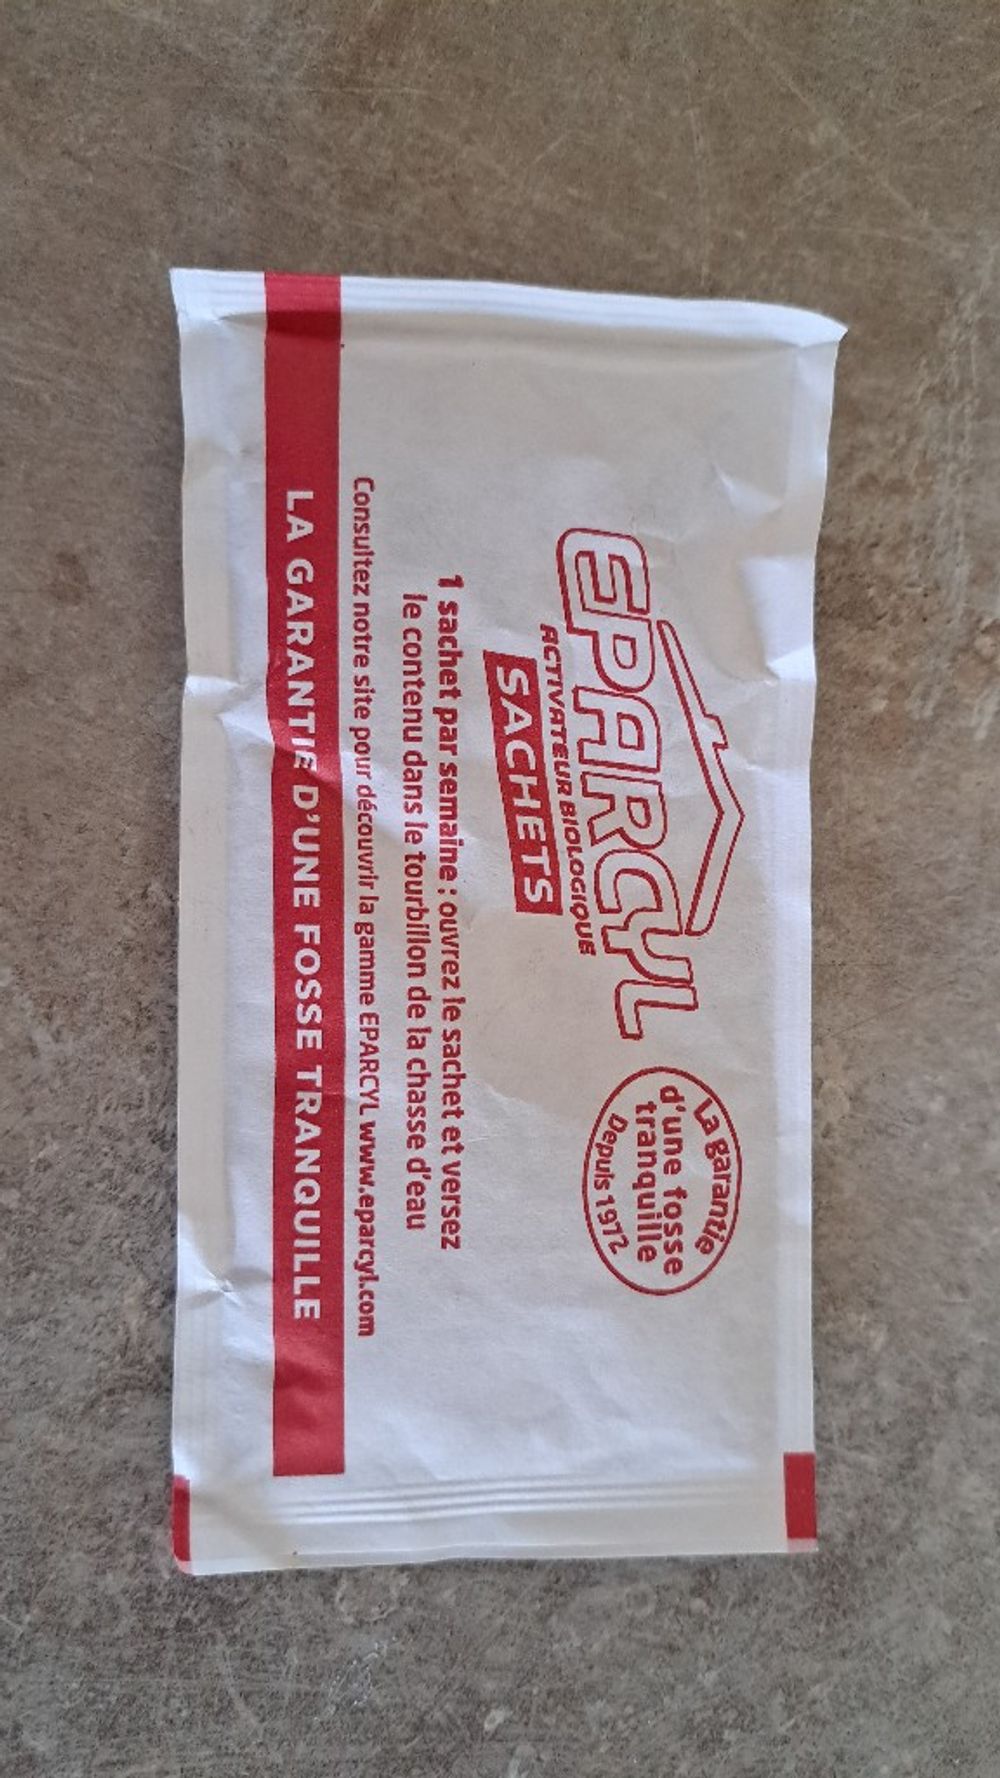 EPARCYL
ACTIVATEUR BIOLOGIQUE
SACHETS
La garantie
d'une fosse
tranquille
Depuis 1972
1 sachet par semaine : ouvrez le sachet et versez
le contenu dans le tourbillon de la chasse d'eau
Consultez notre site pour découvrir la gamme EPARCYL www.eparcyl.com
LA GARANTIE D'UNE FOSSE TRANQUILLE